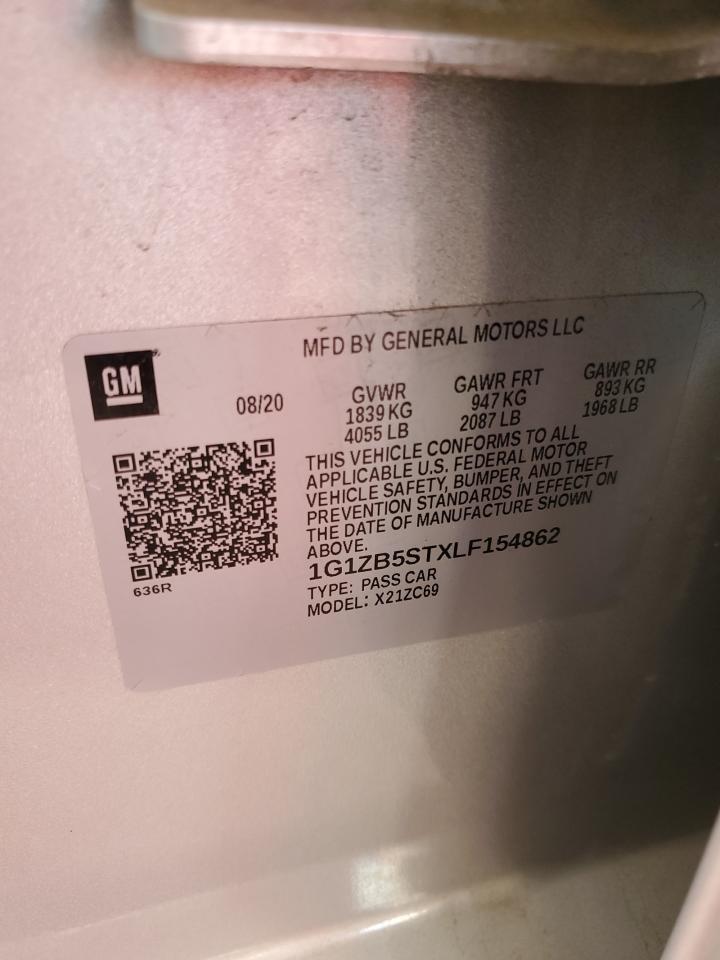 MFD BY GENERAL MOTORS LLC
GM
08/20
GVWR
1839 KG
4055 LB
GAWR FRT
947 KG
2087 LB
GAWR RR
893 KG
1968 LB
THIS VEHICLE CONFORMS TO ALL
APPLICABLE U.S. FEDERAL MOTOR
VEHICLE SAFETY, BUMPER, AND THEFT
PREVENTION STANDARDS IN EFFECT ON
THE DATE OF MANUFACTURE SHOWN
ABOVE.
1G1ZB5STXLF154862
TYPE: PASS CAR
MODEL: X21ZC69
636R